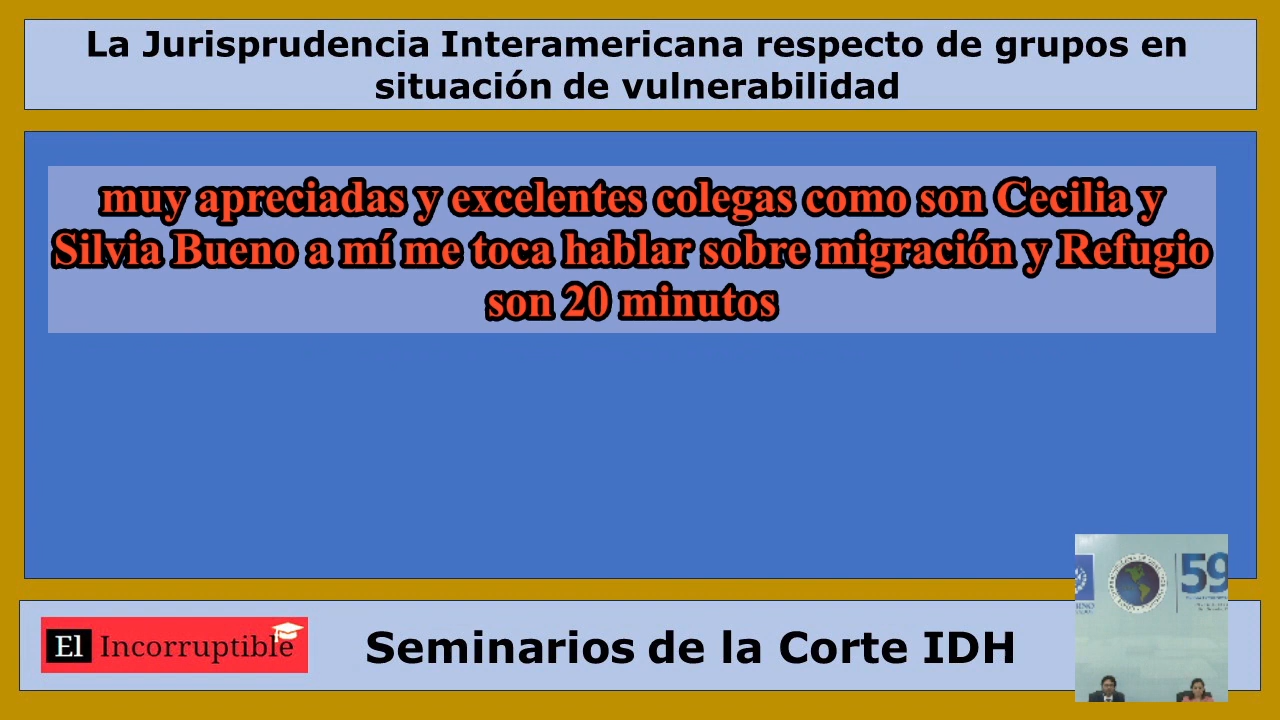 La Jurisprudencia Interamericana respecto de grupos en
situación de vulnerabilidad
muy apreciadas y excelentes colegas como son Cecilia y
Silvia Bueno a mí me toca hablar sobre migración y Refugio
son 20 minutos
59
El Incorruptible
Seminarios de la Corte IDH